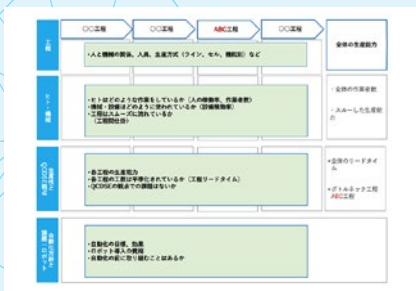 〇〇工程
〇〇工程
ABC工程
〇〇工程
全体の生産能力
工程
・人と機械の関係、人員、生産方式（ライン、セル、機能別）など
ヒト・機械
・ヒトはどのような作業をしているか（人の稼働率、作業者数）
・機械・設備はどのように使われているか（設備稼働率）
・工程はスムーズに流れているか
（工程間仕掛）
・全体の作業者数
・スルーした生産能力
・各工程の生産能力
・各工程の工数は平準化されているか（工程リードタイム）
・QCDSEの観点での課題はないか
・全体のリードタイム
・ボトルネック工程
ABC工程
・自動化の目標、効果
・ロボット導入の費用
・自動化の前に取り組むことはあるか